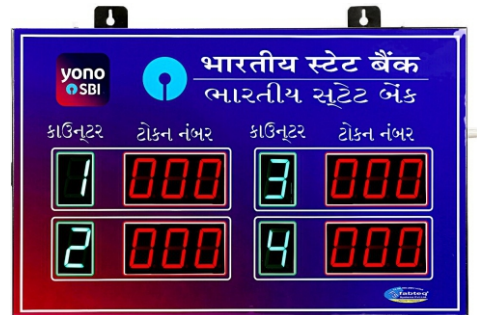 yono
SBI
भारतीय स्टेट बैंक
ભારતીય સ્ટેટ બેંક
કાઉન્ટર ટોકન નંબર કાઉન્ટર ટોકન નંબર
1 000 3 000
2 000 4 000
fabteq